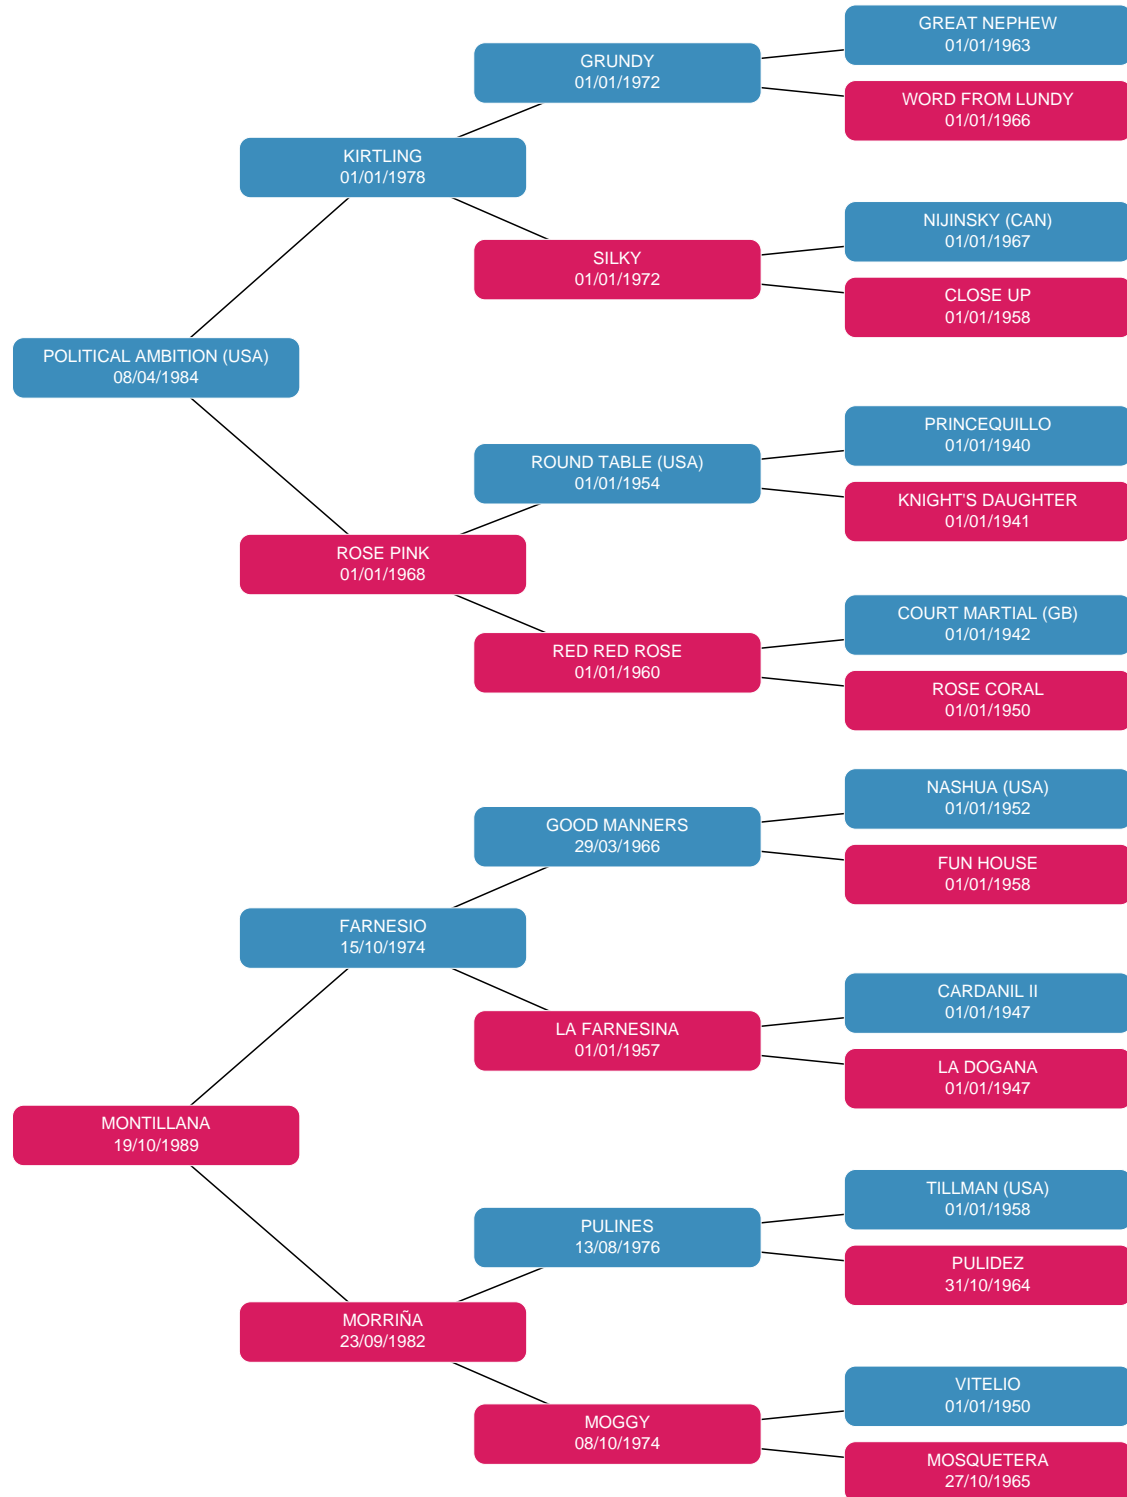 GREAT NEPHEW
01/01/1963
GRUNDY
01/01/1972
WORD FROM LUNDY
01/01/1966
KIRTLING
01/01/1978
NIJINSKY (CAN)
01/01/1967
SILKY
01/01/1972
CLOSE UP
01/01/1958
POLITICAL AMBITION (USA)
08/04/1984
PRINCEQUILLO
01/01/1940
ROUND TABLE (USA)
01/01/1954
KNIGHT'S DAUGHTER
01/01/1941
ROSE PINK
01/01/1968
COURT MARTIAL (GB)
01/01/1942
RED RED ROSE
01/01/1960
ROSE CORAL
01/01/1950
NASHUA (USA)
01/01/1952
GOOD MANNERS
29/03/1966
FUN HOUSE
01/01/1958
FARNESIO
15/10/1974
CARDANIL II
01/01/1947
LA FARNESINA
01/01/1957
LA DOGANA
01/01/1947
MONTILLANA
19/10/1989
TILLMAN (USA)
01/01/1958
PULINES
13/08/1976
PULIDEZ
31/10/1964
MORRIÑA
23/09/1982
VITELIO
01/01/1950
MOGGY
08/10/1974
MOSQUETERA
27/10/1965